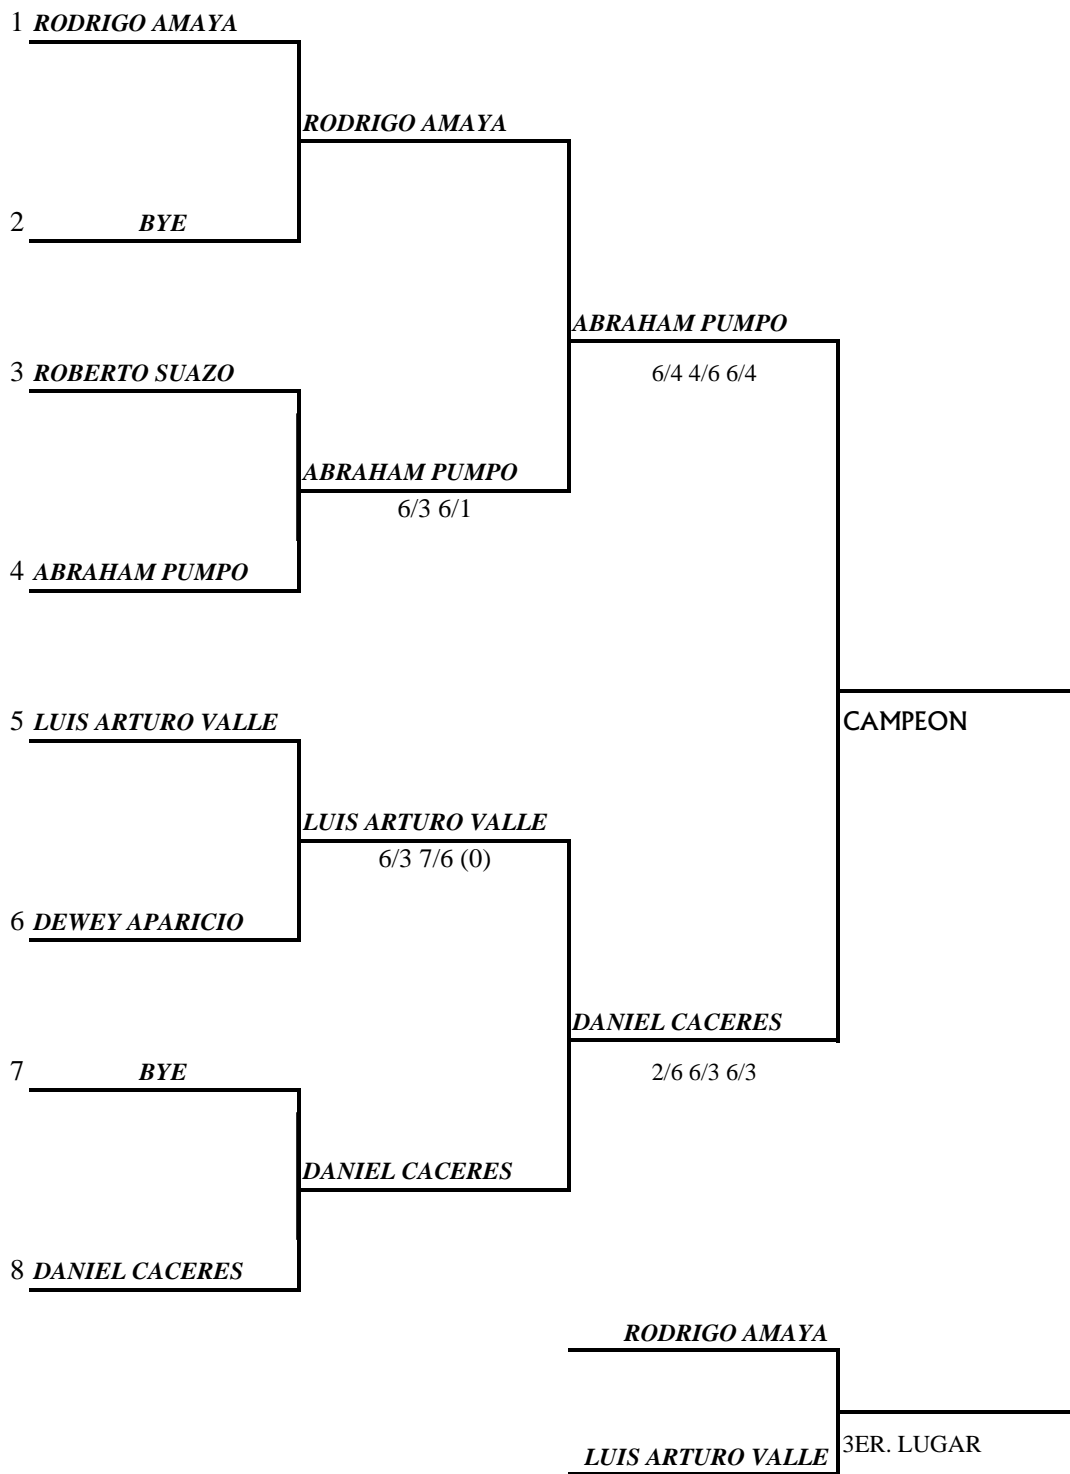 1 RODRIGO AMAYA
RODRIGO AMAYA
2 BYE
ABRAHAM PUMPO
3 ROBERTO SUAZO
6/4 4/6 6/4
ABRAHAM PUMPO
6/3 6/1
4 ABRAHAM PUMPO
5 LUIS ARTURO VALLE
CAMPEON
LUIS ARTURO VALLE
6/3 7/6 (0)
6 DEWEY APARICIO
DANIEL CACERES
7 BYE
2/6 6/3 6/3
DANIEL CACERES
8 DANIEL CACERES
RODRIGO AMAYA
3ER. LUGAR
LUIS ARTURO VALLE